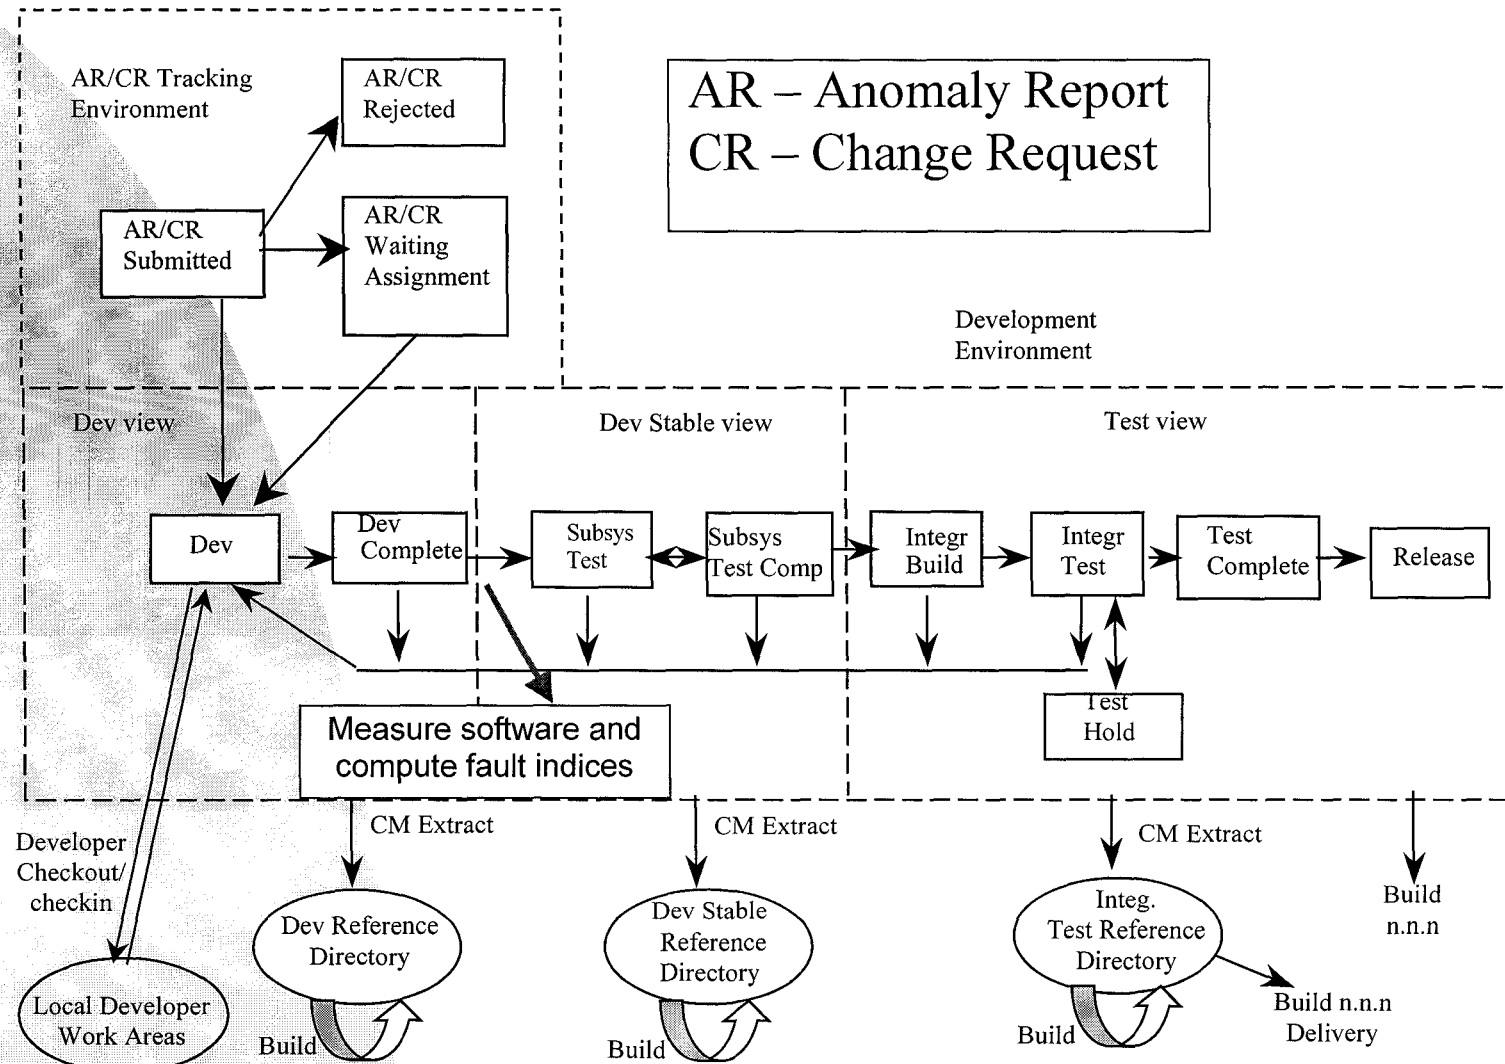 AR/CR Tracking
Environment
AR/CR
Rejected
AR – Anomaly Report
CR – Change Request
AR/CR
Submitted
AR/CR
Waiting
Assignment
Development
Environment
Dev view
Dev Stable view
Test view
Dev
Dev
Complete
Subsys
Test
Subsys
Test Comp
Integr
Build
Integr
Test
Test
Complete
Release
Test
Hold
Measure software and
compute fault indices
Developer
Checkout/
checkin
CM Extract
CM Extract
CM Extract
Build
n.n.n
Dev Reference
Directory
Dev Stable
Reference
Directory
Integ.
Test Reference
Directory
Build n.n.n
Delivery
Local Developer
Work Areas
Build
Build
Build